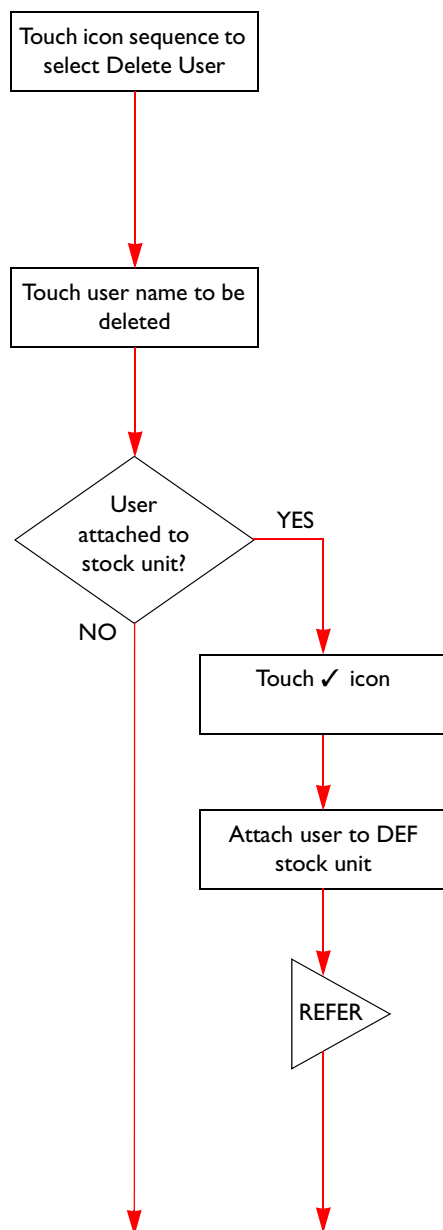 Touch icon sequence to
select Delete User
Touch user name to be
deleted
User
attached to
stock unit?
YES
NO
Touch ✓ icon
Attach user to DEF
stock unit
REFER